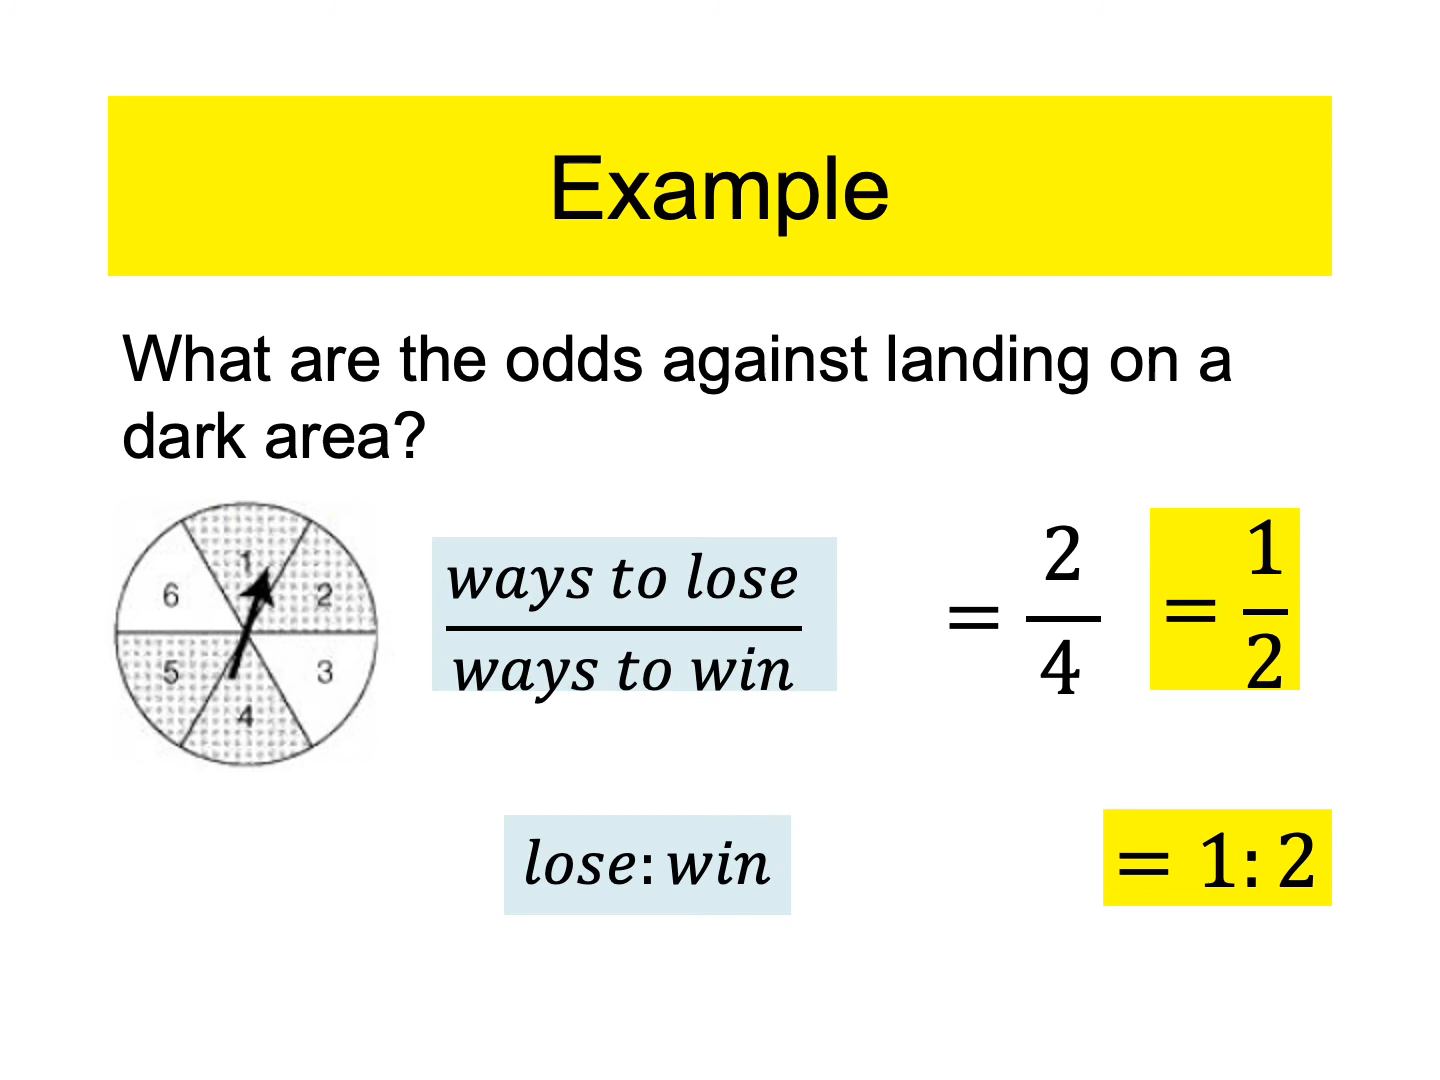 Example
What are the odds against landing on a
dark area?
1
6 2
5 3
4
ways to lose
ways to win
= 2/4 = 1/2
lose: win
= 1: 2